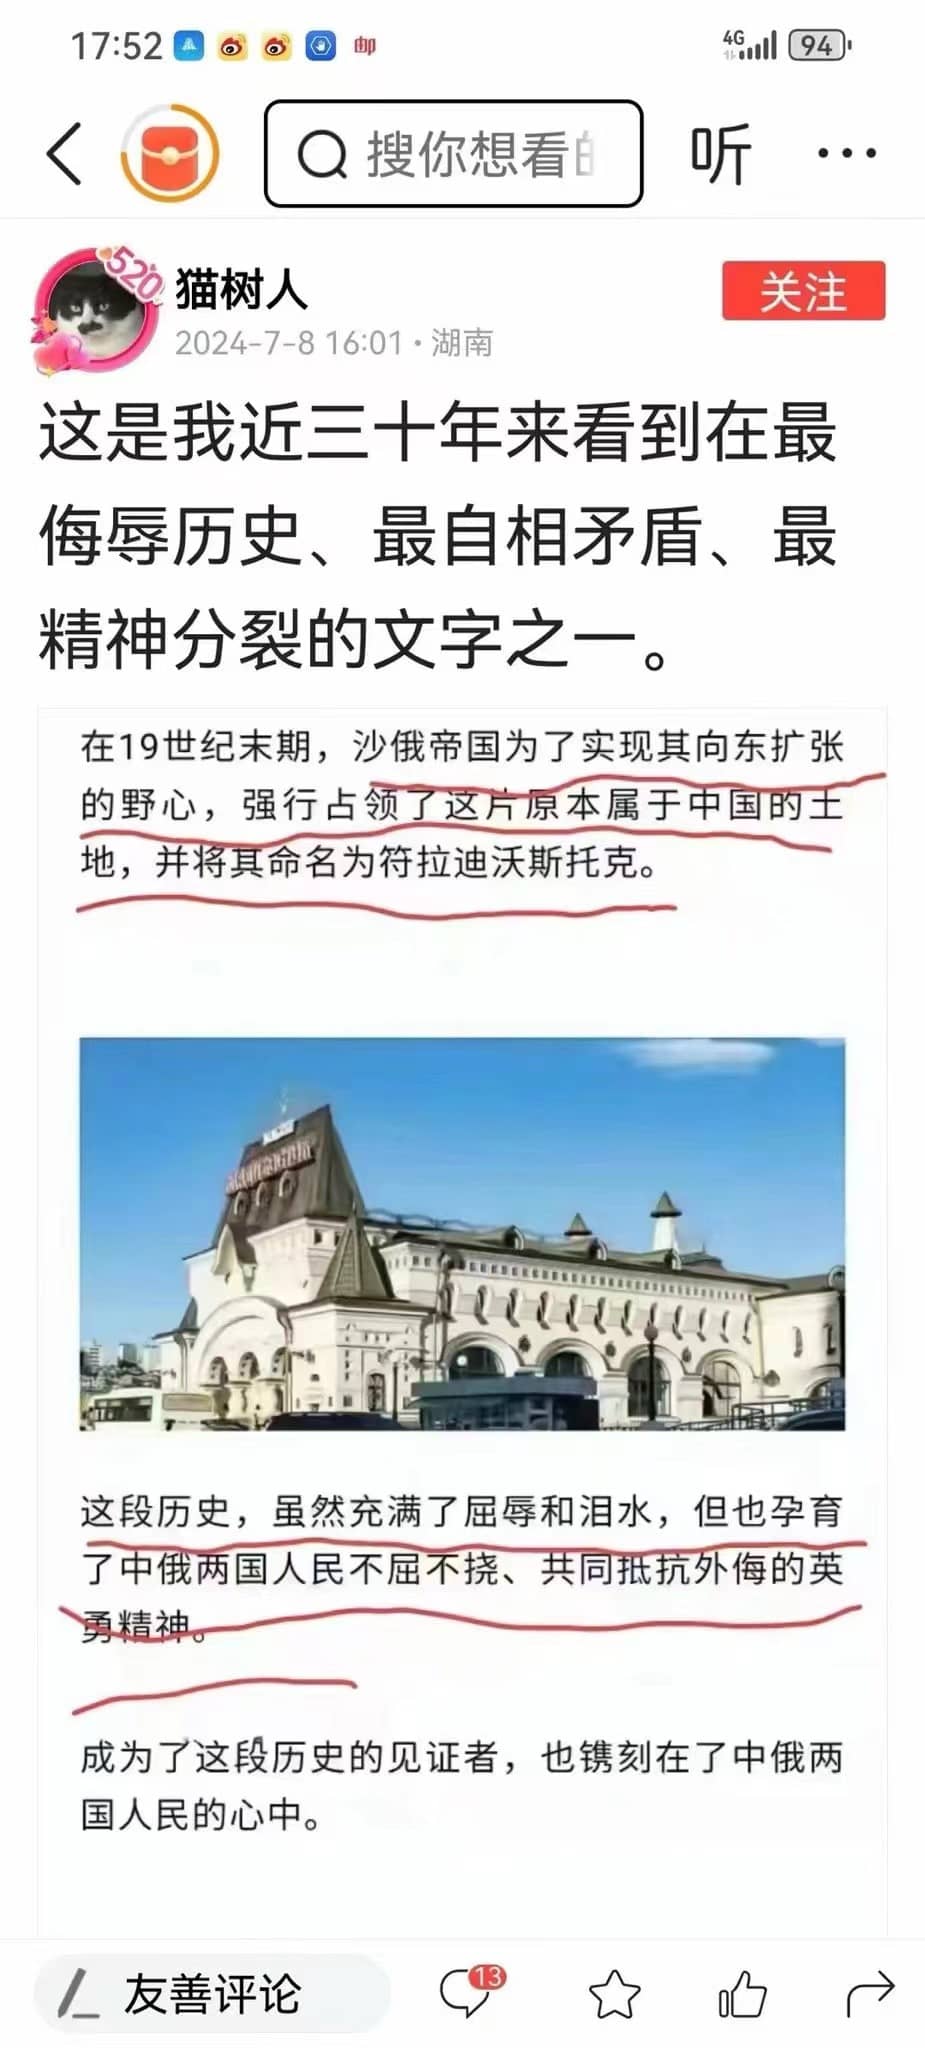 17:52
邮
4G
94
搜你想看的
听
520
猫树人
关注
2024-7-8 16:01·湖南
这是我近三十年来看到在最
侮辱历史、最自相矛盾、最
精神分裂的文字之一。
在19世纪末期，沙俄帝国为了实现其向东扩张
的野心，强行占领了这片原本属于中国的土
地，并将其命名为符拉迪沃斯托克。
这段历史，虽然充满了屈辱和泪水，但也孕育
了中俄两国人民不屈不挠、共同抵抗外侮的英
勇精神。
成为了这段历史的见证者，也镌刻在了中俄两
国人民的心中。
友善评论
13